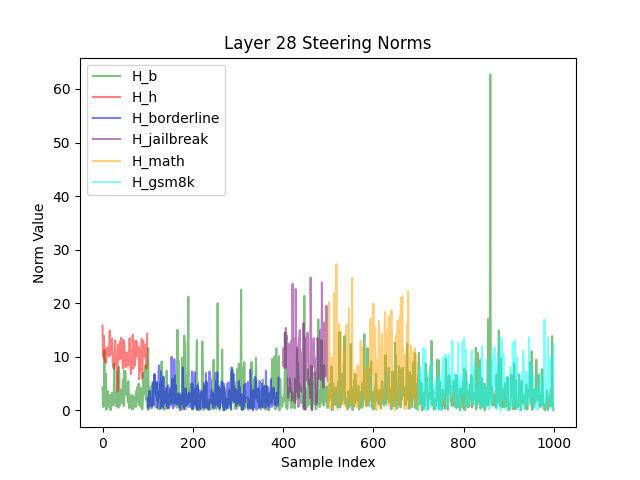 Layer 28 Steering Norms
H_b
H_h
H_borderline
H_jailbreak
H_math
H_gsm8k
Norm Value
60
50
40
30
20
10
0
0 200 400 600 800 1000
Sample Index